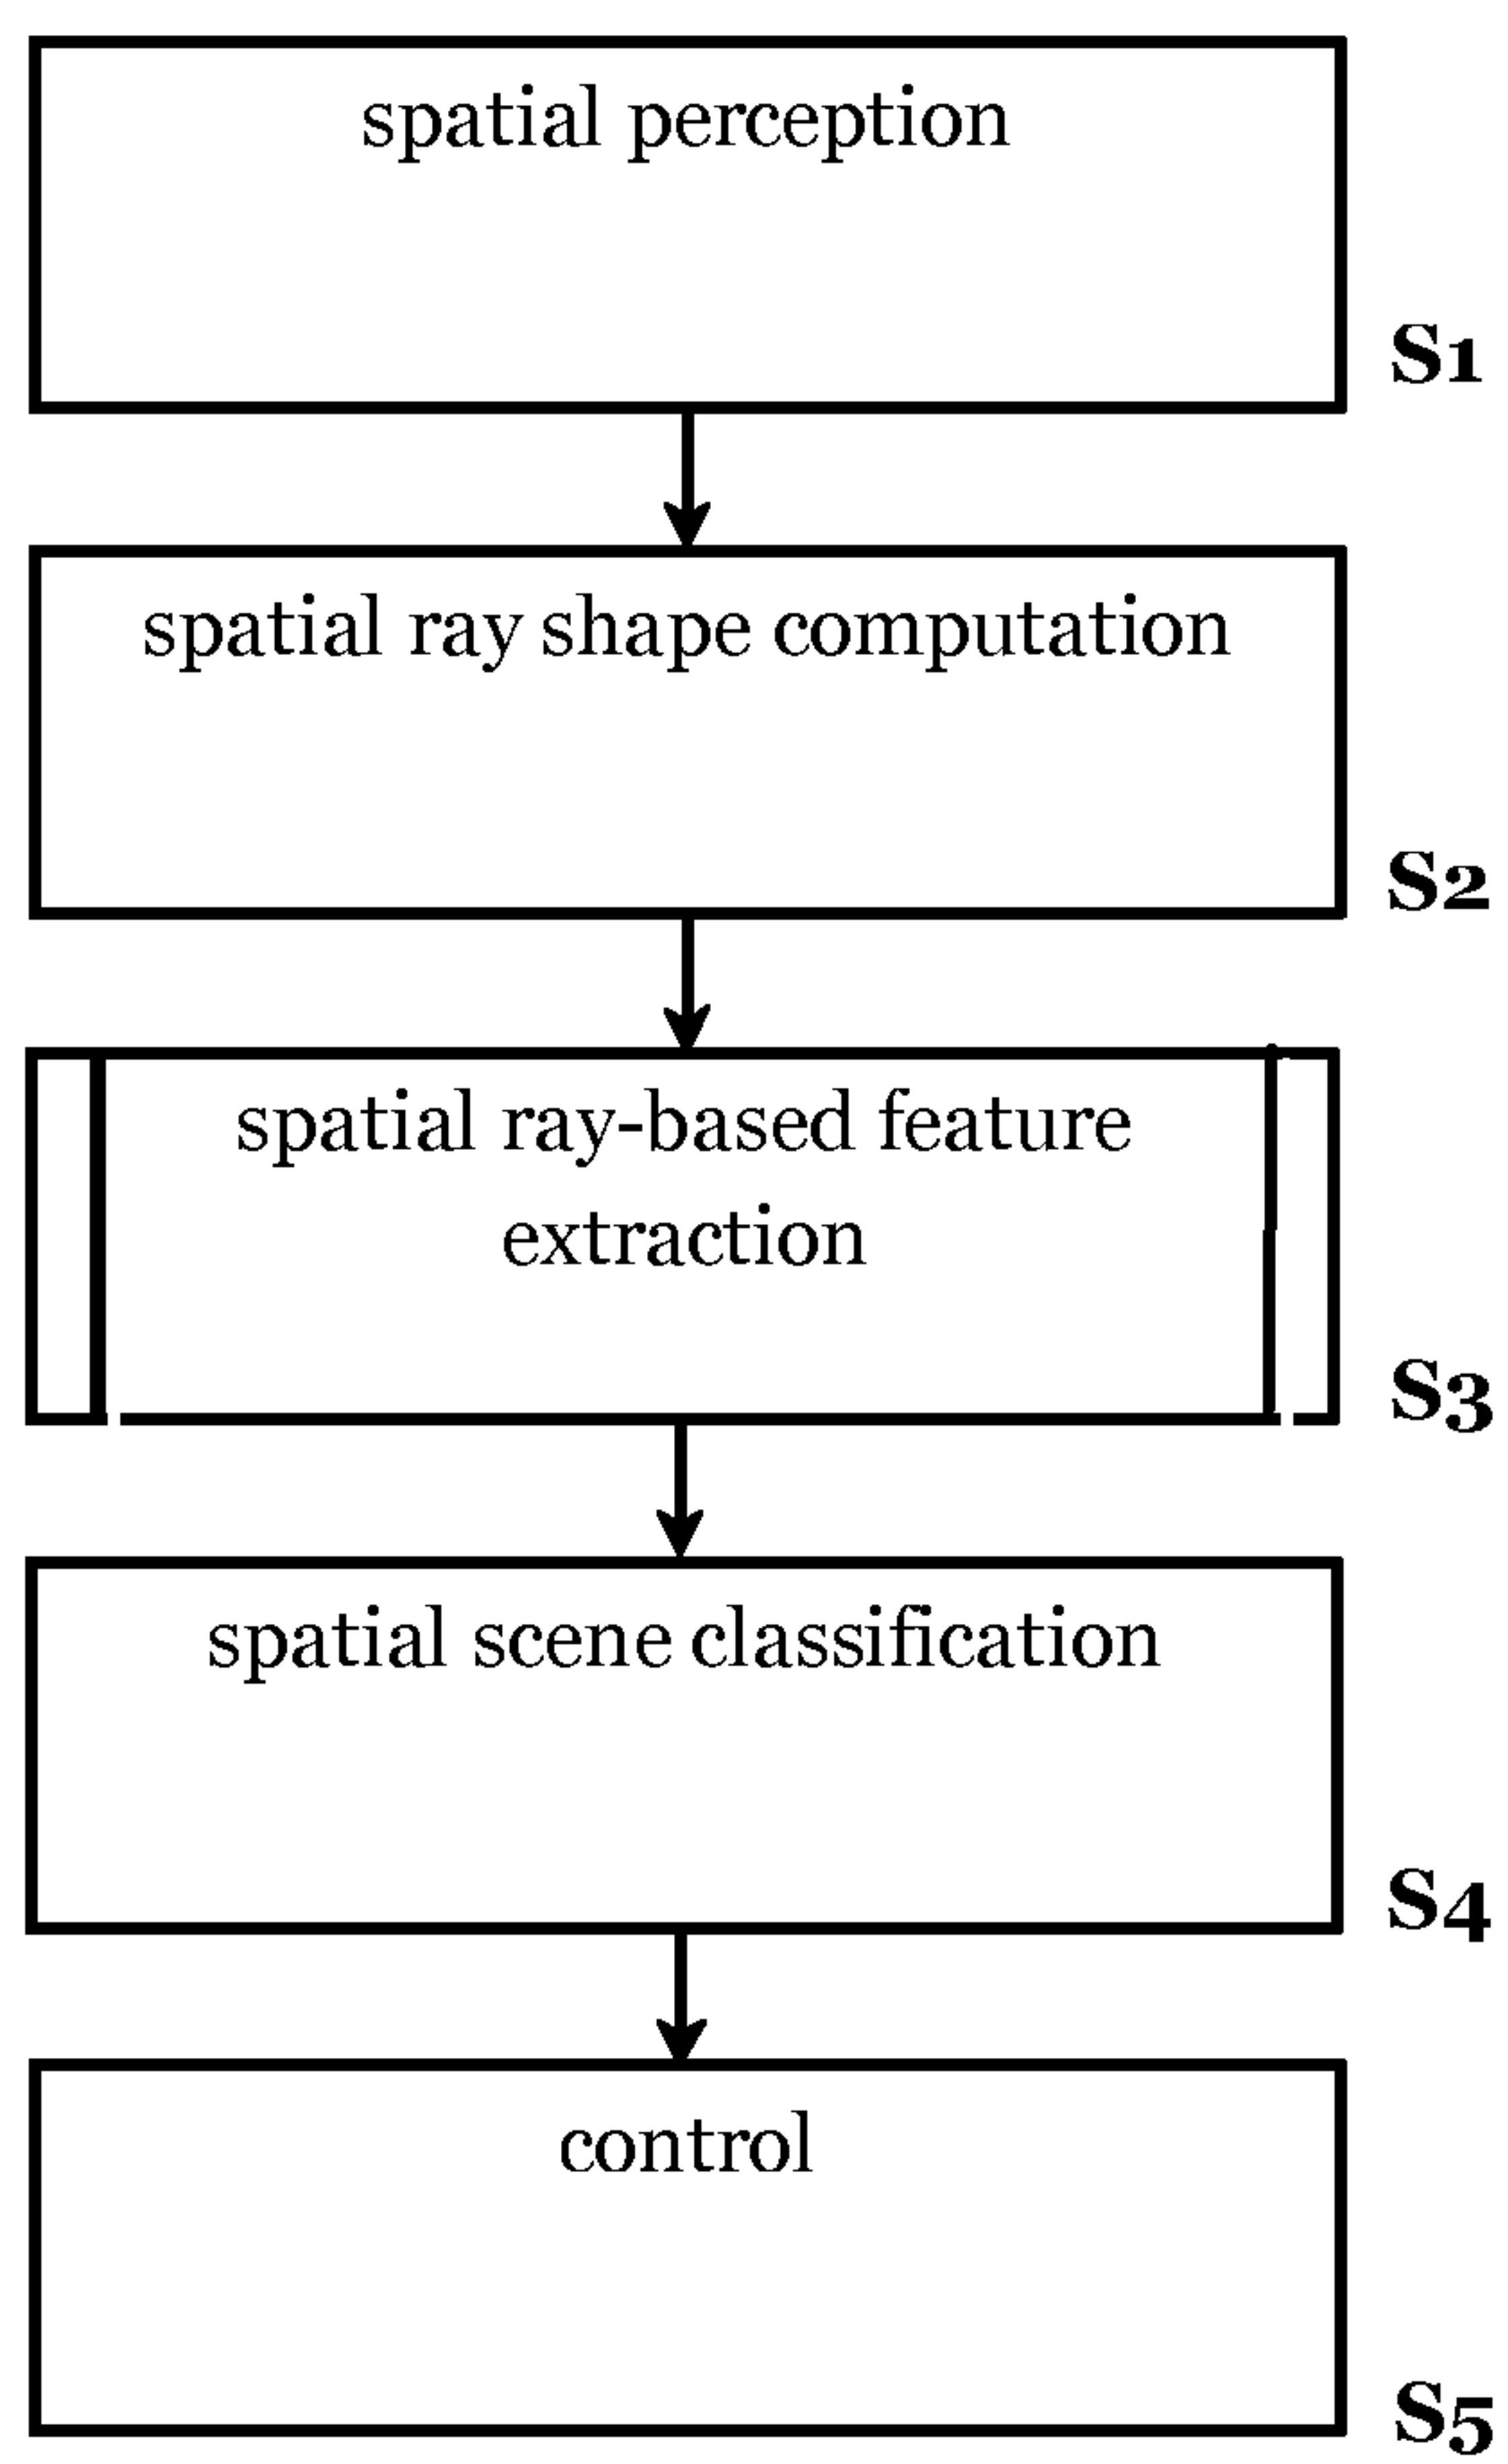 spatial perception
S1
spatial ray shape computation
S2
spatial ray-based feature
extraction
S3
spatial scene classification
S4
control
S5